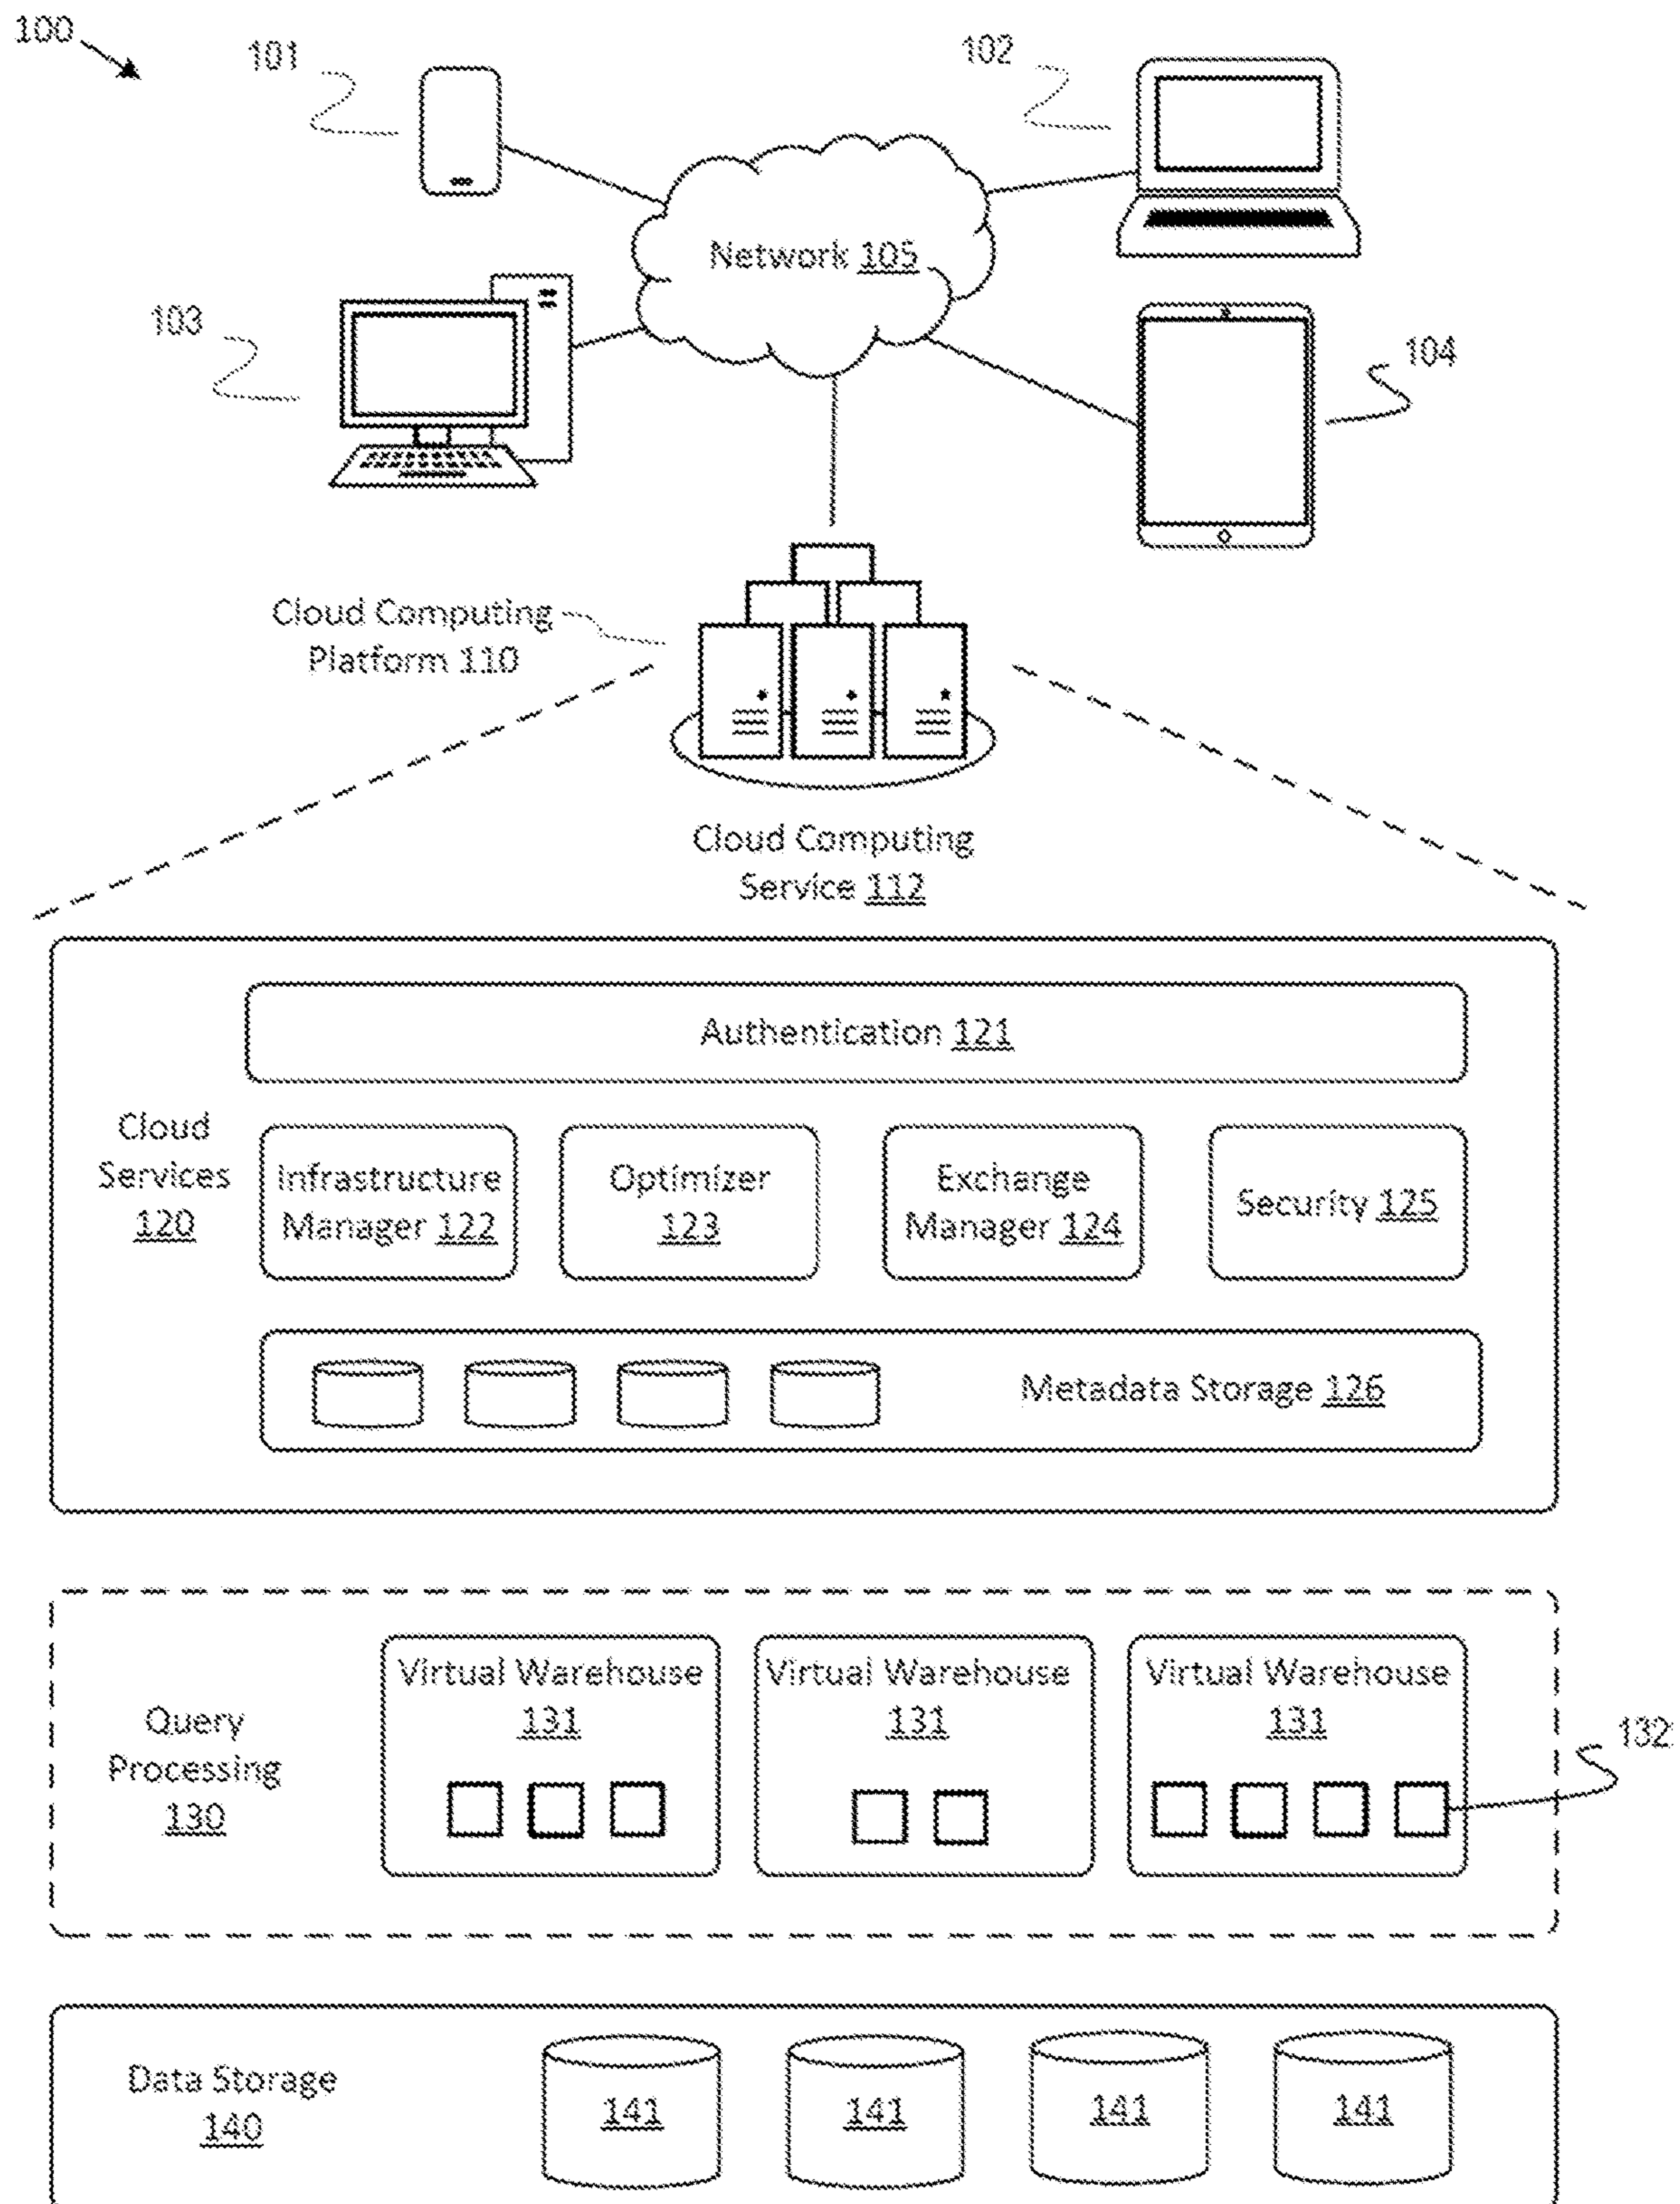 100
101
102
Network 105
103
104
Cloud Computing
Platform 110
Cloud Computing
Service 112
Authentication 121
Cloud
Services
120
Infrastructure
Manager 122
Optimizer
123
Exchange
Manager 124
Security 125
Metadata Storage 126
Query
Processing
130
Virtual Warehouse
131
Virtual Warehouse
131
Virtual Warehouse
131
132
Data Storage
140
141
141
141
141